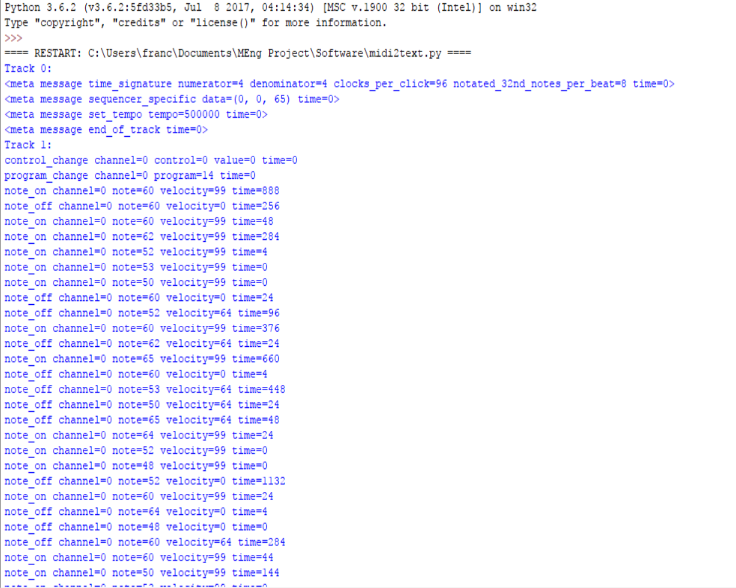 Python 3.6.2 (v3.6.2:5fd33b5, Jul  8 2017, 04:14:34) [MSC v.1900 32 bit (Intel)] on win32
Type "copyright", "credits" or "license()" for more information.
>>>
==== RESTART: C:\Users\franc\Documents\MEng Project\Software\midi2text.py ====
Track 0:
<meta message time_signature numerator=4 denominator=4 clocks_per_click=96 notated_32nd_notes_per_beat=8 time=0>
<meta message sequencer_specific data=(0, 0, 65) time=0>
<meta message set_tempo tempo=500000 time=0>
<meta message end_of_track time=0>
Track 1:
control_change channel=0 control=0 value=0 time=0
program_change channel=0 program=14 time=0
note_on channel=0 note=60 velocity=99 time=888
note_off channel=0 note=60 velocity=0 time=256
note_on channel=0 note=60 velocity=99 time=48
note_on channel=0 note=62 velocity=99 time=284
note_on channel=0 note=52 velocity=99 time=4
note_on channel=0 note=53 velocity=99 time=0
note_on channel=0 note=50 velocity=99 time=0
note_off channel=0 note=60 velocity=0 time=24
note_off channel=0 note=52 velocity=64 time=96
note_on channel=0 note=60 velocity=99 time=376
note_off channel=0 note=62 velocity=64 time=24
note_on channel=0 note=65 velocity=99 time=660
note_off channel=0 note=60 velocity=0 time=4
note_off channel=0 note=53 velocity=64 time=448
note_off channel=0 note=50 velocity=64 time=24
note_off channel=0 note=65 velocity=64 time=48
note_on channel=0 note=64 velocity=99 time=24
note_on channel=0 note=52 velocity=99 time=0
note_on channel=0 note=48 velocity=99 time=0
note_off channel=0 note=52 velocity=0 time=1132
note_on channel=0 note=60 velocity=99 time=24
note_off channel=0 note=64 velocity=0 time=4
note_off channel=0 note=48 velocity=0 time=0
note_off channel=0 note=60 velocity=64 time=284
note_on channel=0 note=60 velocity=99 time=44
note_on channel=0 note=50 velocity=99 time=144